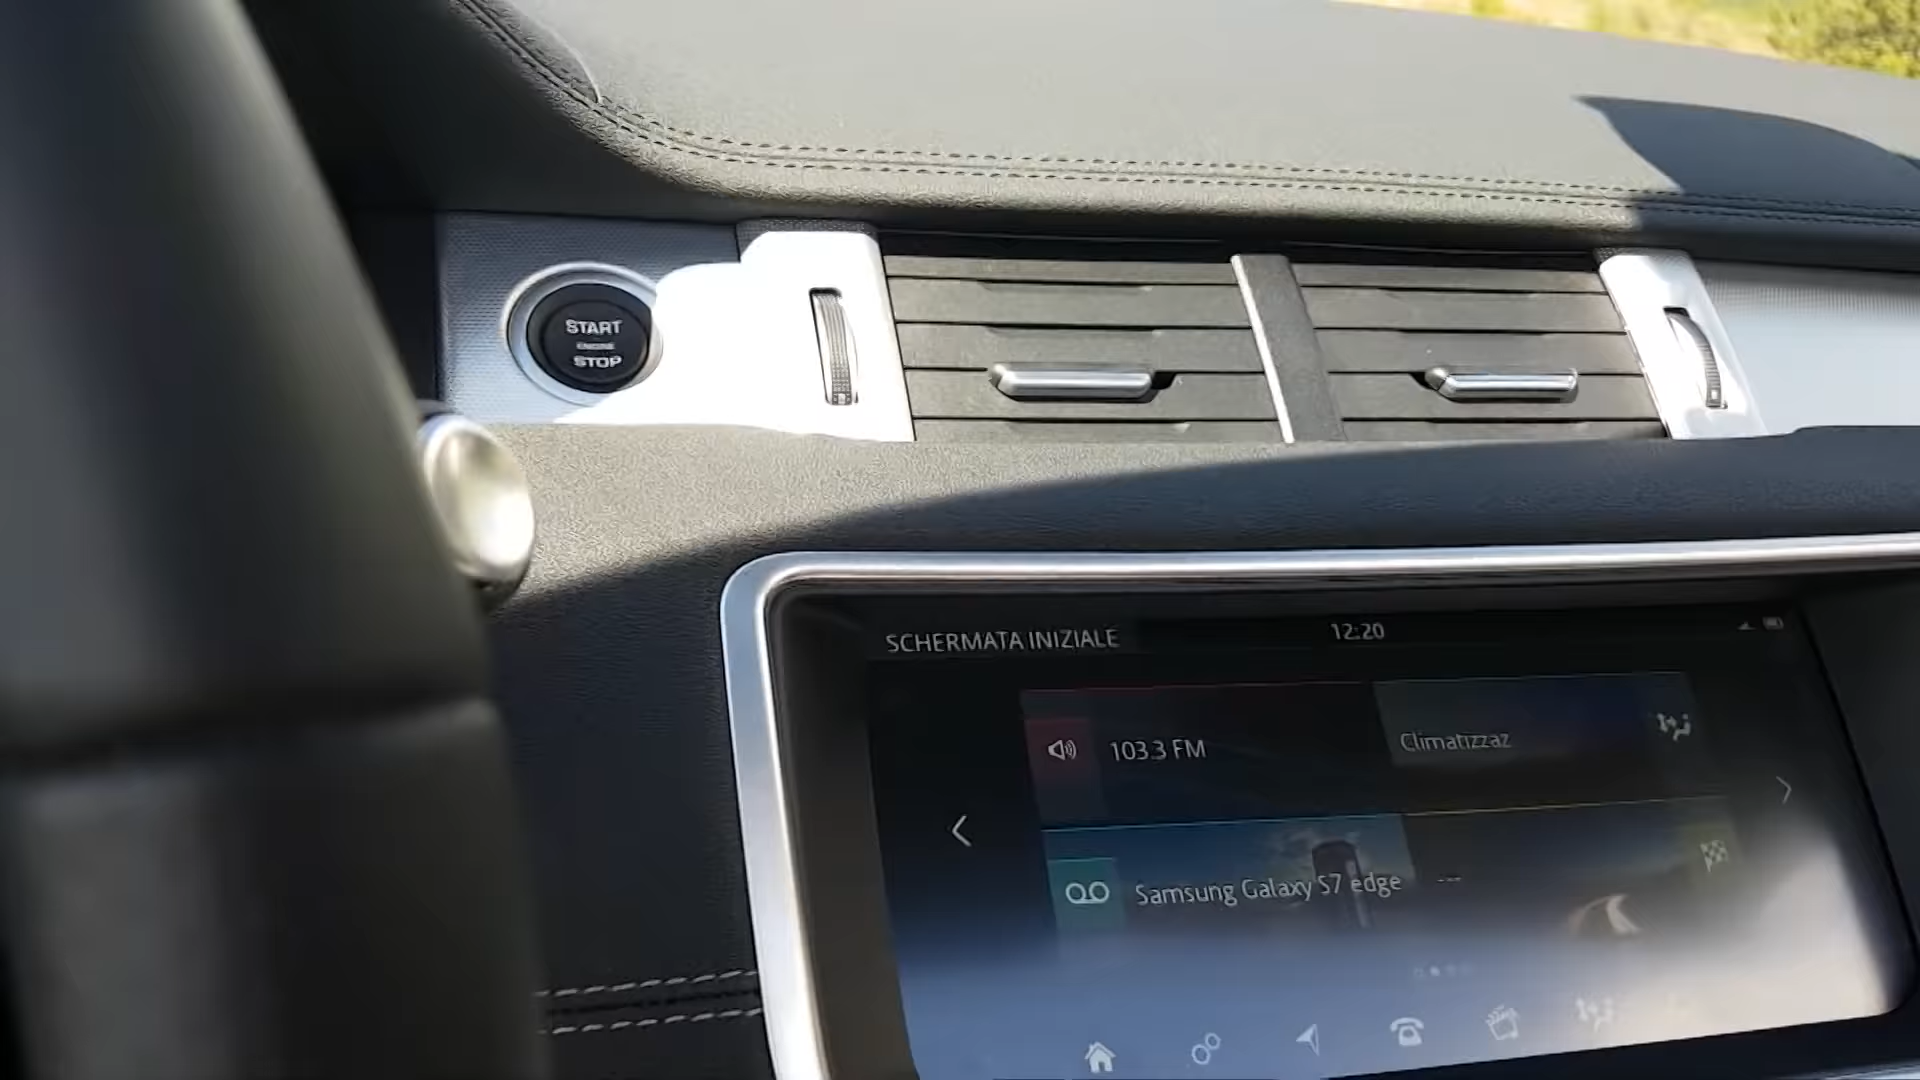 START
ENGINE
STOP
SCHERMATA INIZIALE
12:20
103.3 FM
Climatizzaz
Samsung Galaxy S7 edge
---